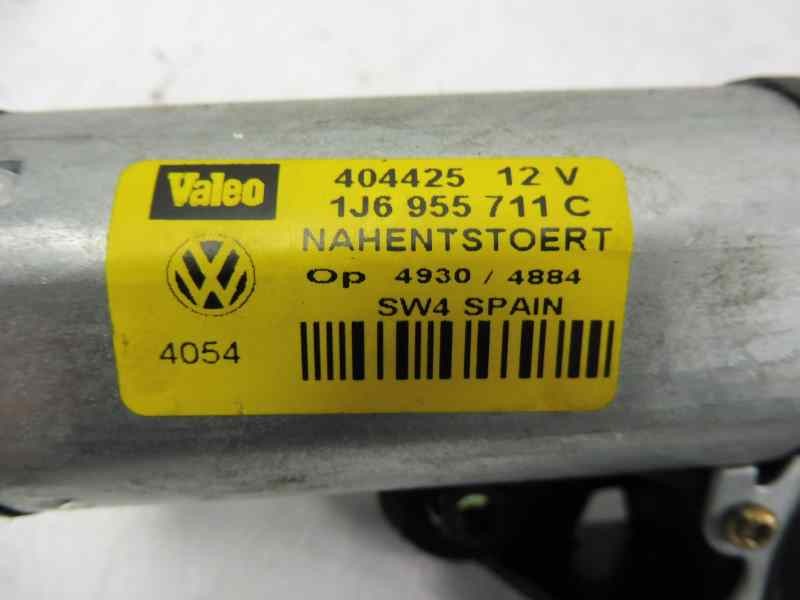 Valeo 404425 12 V
1J6 955 711 C
NAHENTSTOERT
Op 4930 / 4884
SW4 SPAIN
4054